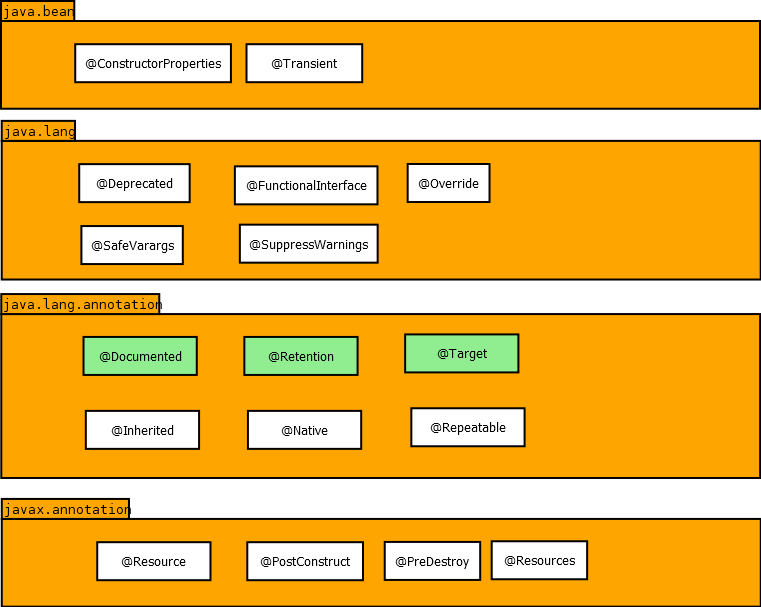 java.bean
@ConstructorProperties @Transient
java.lang
@Deprecated @FunctionalInterface @Override
@SafeVarargs @SuppressWarnings
java.lang.annotation
@Documented @Retention @Target
@Inherited @Native @Repeatable
javax.annotation
@Resource @PostConstruct @PreDestroy @Resources